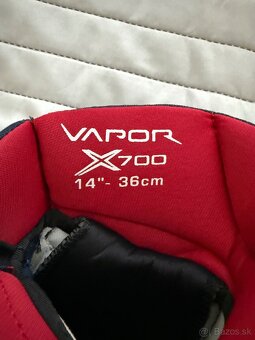 VAPOR
X700
14"- 36cm
Bazos.sk